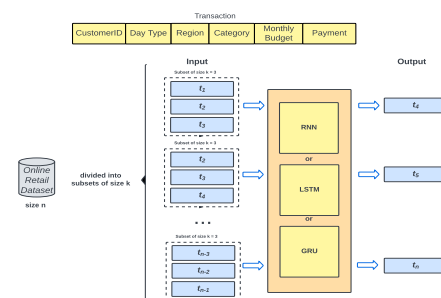 Transaction
CustomerID Day Type Region Category Monthly Budget Payment
Input
Output
Subset of size k = 3
t1
t2
t3
t4
RNN
or
Subset of size k = 3
t2
t3
t4
t5
LSTM
or
Online
Retail
Dataset
size n
divided into
subsets of size k
...
Subset of size k = 3
tn-3
tn-2
tn-1
GRU
tn